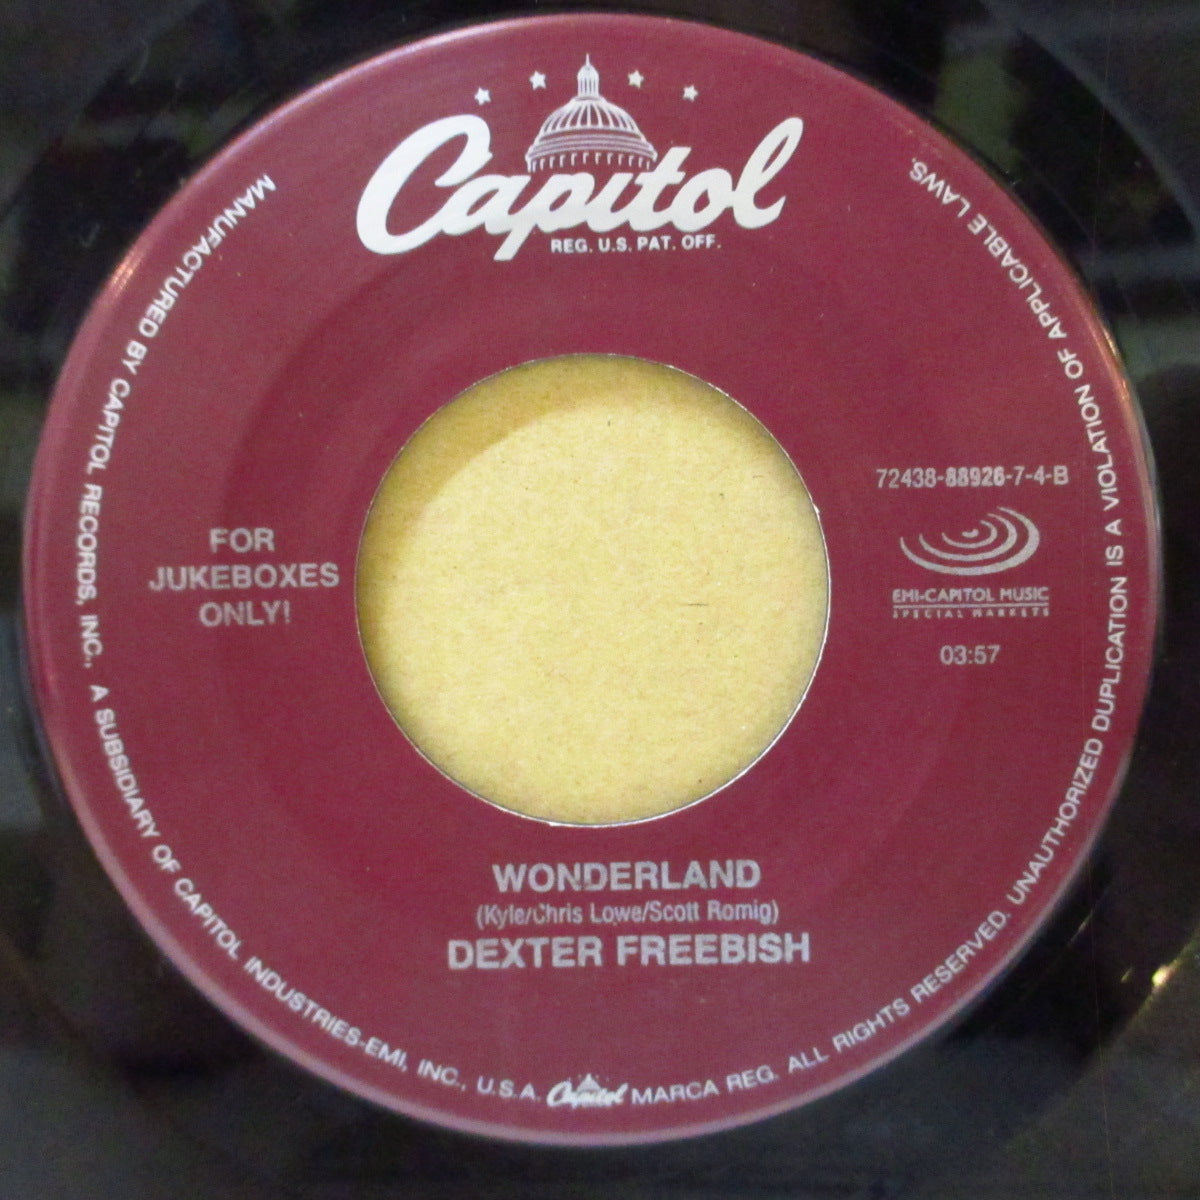 Capitol
REG. U.S. PAT. OFF.
72438-88926-7-4-B
EMI-CAPITOL MUSIC
SPECIAL MARKETS
03:57
FOR
JUKEBOXES
ONLY!
WONDERLAND
(Kyle/Chris Lowe/Scott Romig)
DEXTER FREEBISH
MANUFACTURED BY CAPITOL RECORDS, INC., A SUBSIDIARY OF CAPITOL INDUSTRIES-EMI, INC., U.S.A. Capitol MARCA REG. ALL RIGHTS RESERVED. UNAUTHORIZED DUPLICATION IS A VIOLATION OF APPLICABLE LAWS.